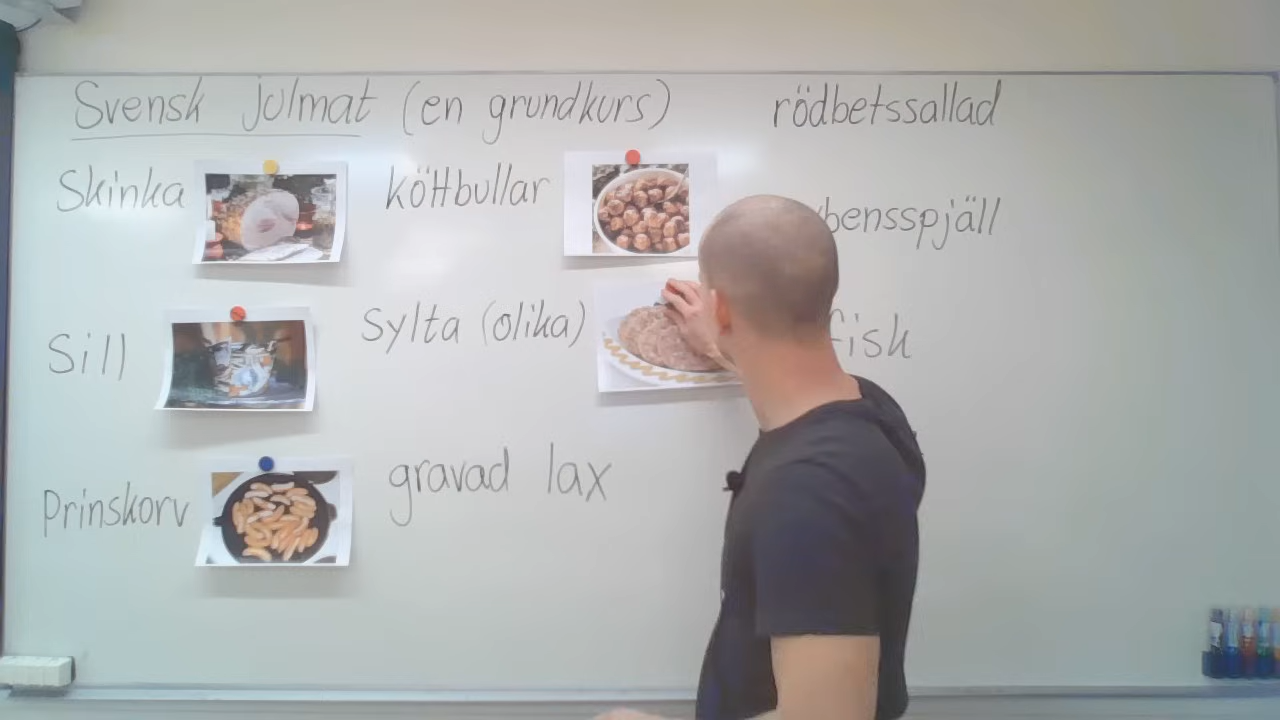 Svensk julmat (en grundkurs)
Skinka
Sill
Prinskorv
köttbullar
Sylta (olika)
gravad lax
rödbetssallad
bensspjäll
fisk